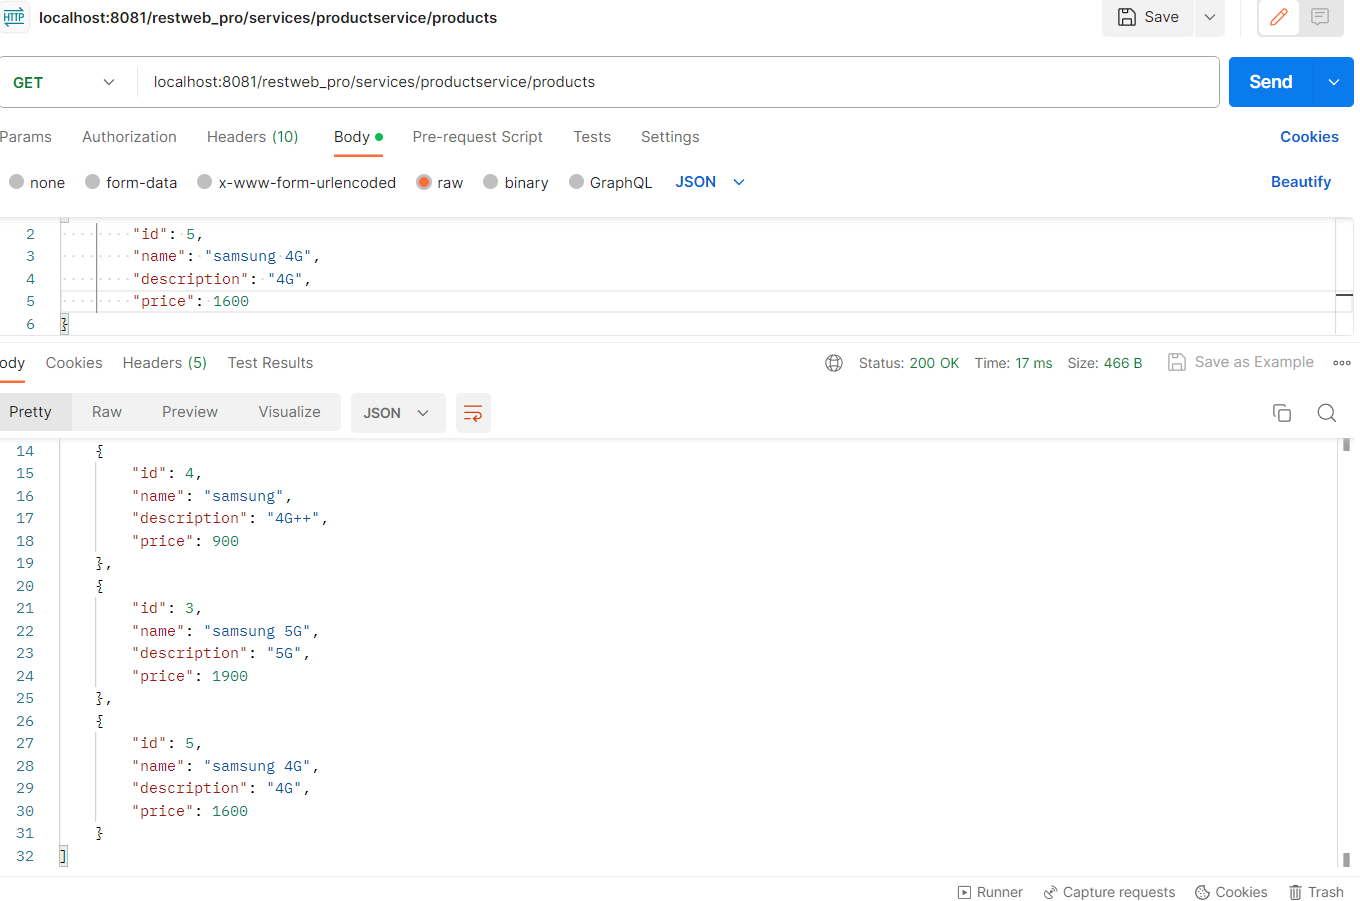 HTTP localhost:8081/restweb_pro/services/productservice/products Save
GET localhost:8081/restweb_pro/services/productservice/products Send
Params Authorization Headers (10) Body Pre-request Script Tests Settings Cookies
none form-data x-www-form-urlencoded raw binary GraphQL JSON Beautify
2 "id": 5,
3 "name": "samsung 4G",
4 "description": "4G",
5 "price": 1600
6 }
ody Cookies Headers (5) Test Results Status: 200 OK Time: 17 ms Size: 466 B Save as Example
Pretty Raw Preview Visualize JSON
14 {
15 "id": 4,
16 "name": "samsung",
17 "description": "4G++",
18 "price": 900
19 },
20 {
21 "id": 3,
22 "name": "samsung 5G",
23 "description": "5G",
24 "price": 1900
25 },
26 {
27 "id": 5,
28 "name": "samsung 4G",
29 "description": "4G",
30 "price": 1600
31 }
32 ]
Runner Capture requests Cookies Trash